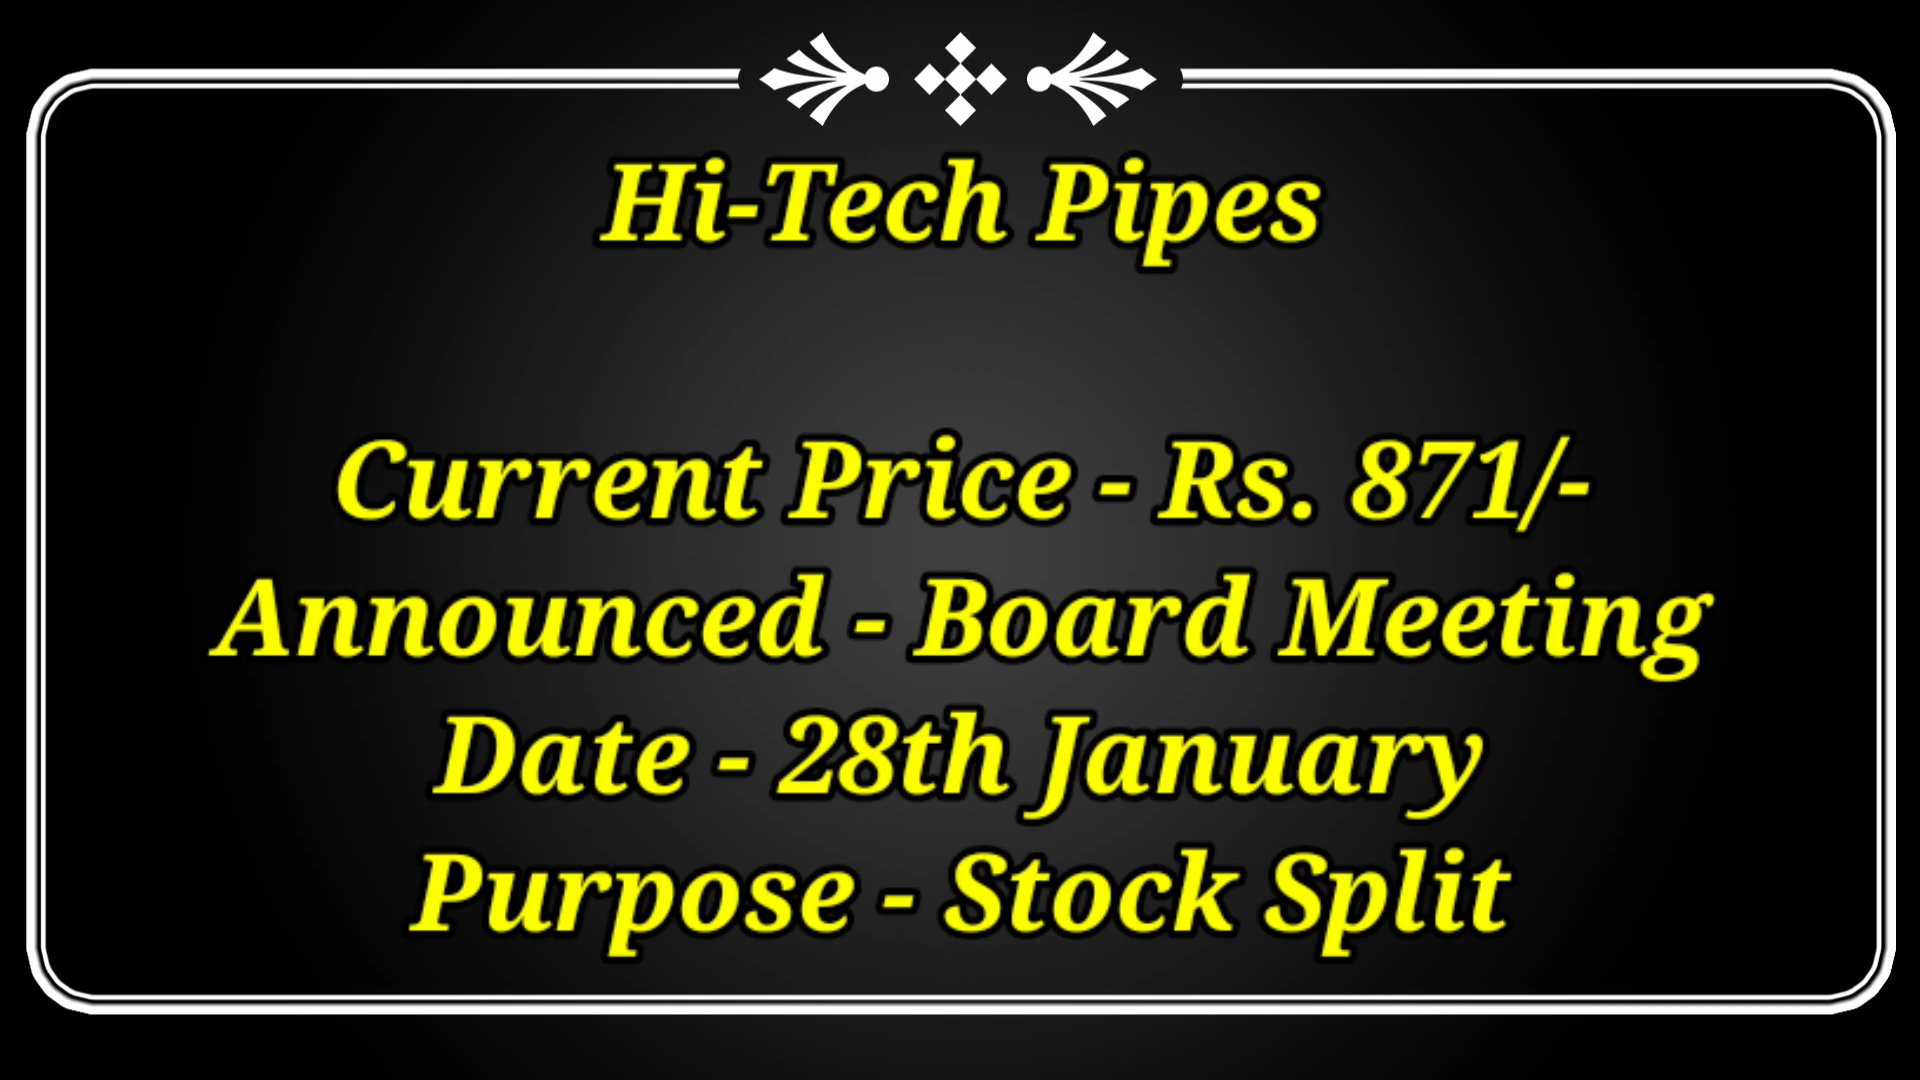 Hi-Tech Pipes
Current Price - Rs. 871/-
Announced - Board Meeting
Date - 28th January
Purpose - Stock Split